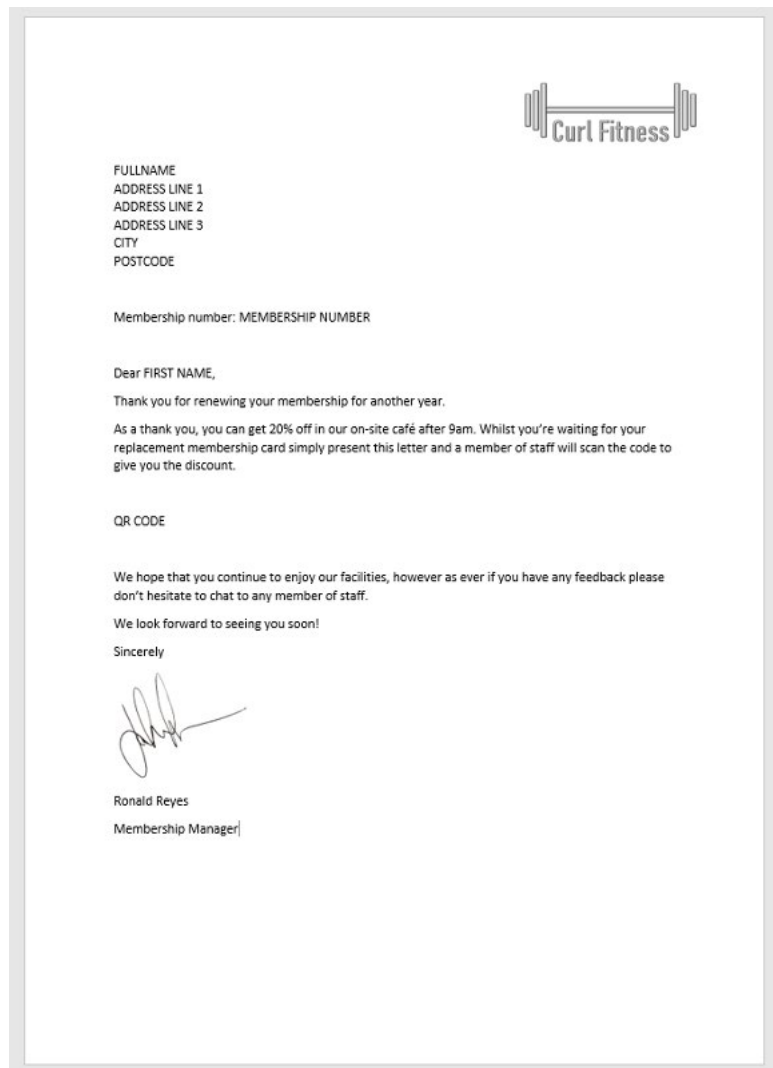 Curl Fitness
FULLNAME
ADDRESS LINE 1
ADDRESS LINE 2
ADDRESS LINE 3
CITY
POSTCODE
Membership number: MEMBERSHIP NUMBER
Dear FIRST NAME,
Thank you for renewing your membership for another year.
As a thank you, you can get 20% off in our on-site café after 9am. Whilst you’re waiting for your
replacement membership card simply present this letter and a member of staff will scan the code to
give you the discount.
QR CODE
We hope that you continue to enjoy our facilities, however as ever if you have any feedback please
don’t hesitate to chat to any member of staff.
We look forward to seeing you soon!
Sincerely
Ronald Reyes
Membership Manager